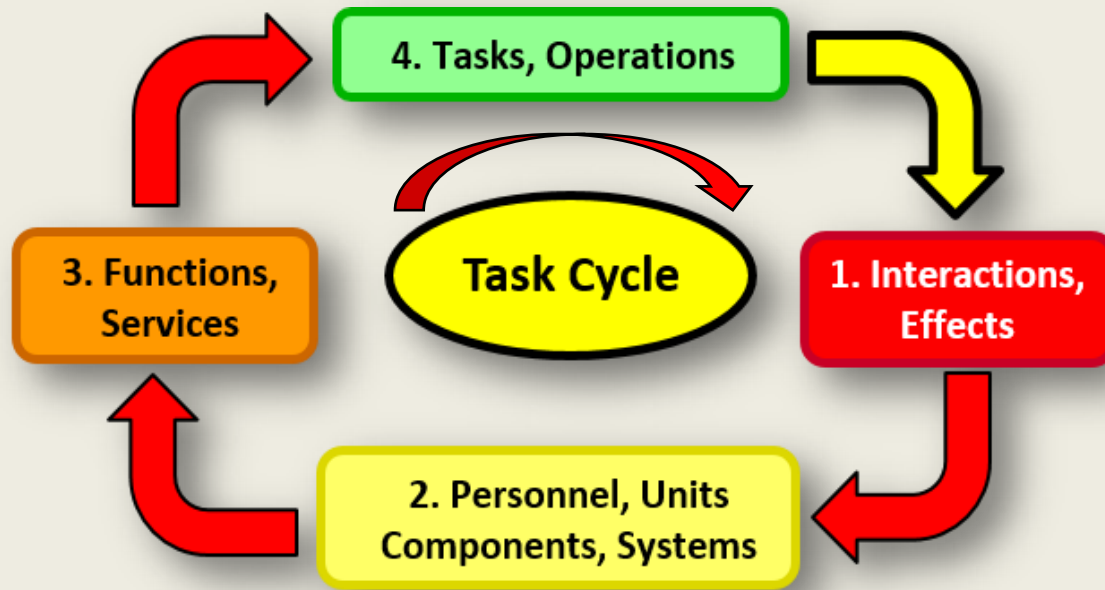 4. Tasks, Operations
3. Functions,
Services
Task Cycle
1. Interactions,
Effects
2. Personnel, Units
Components, Systems